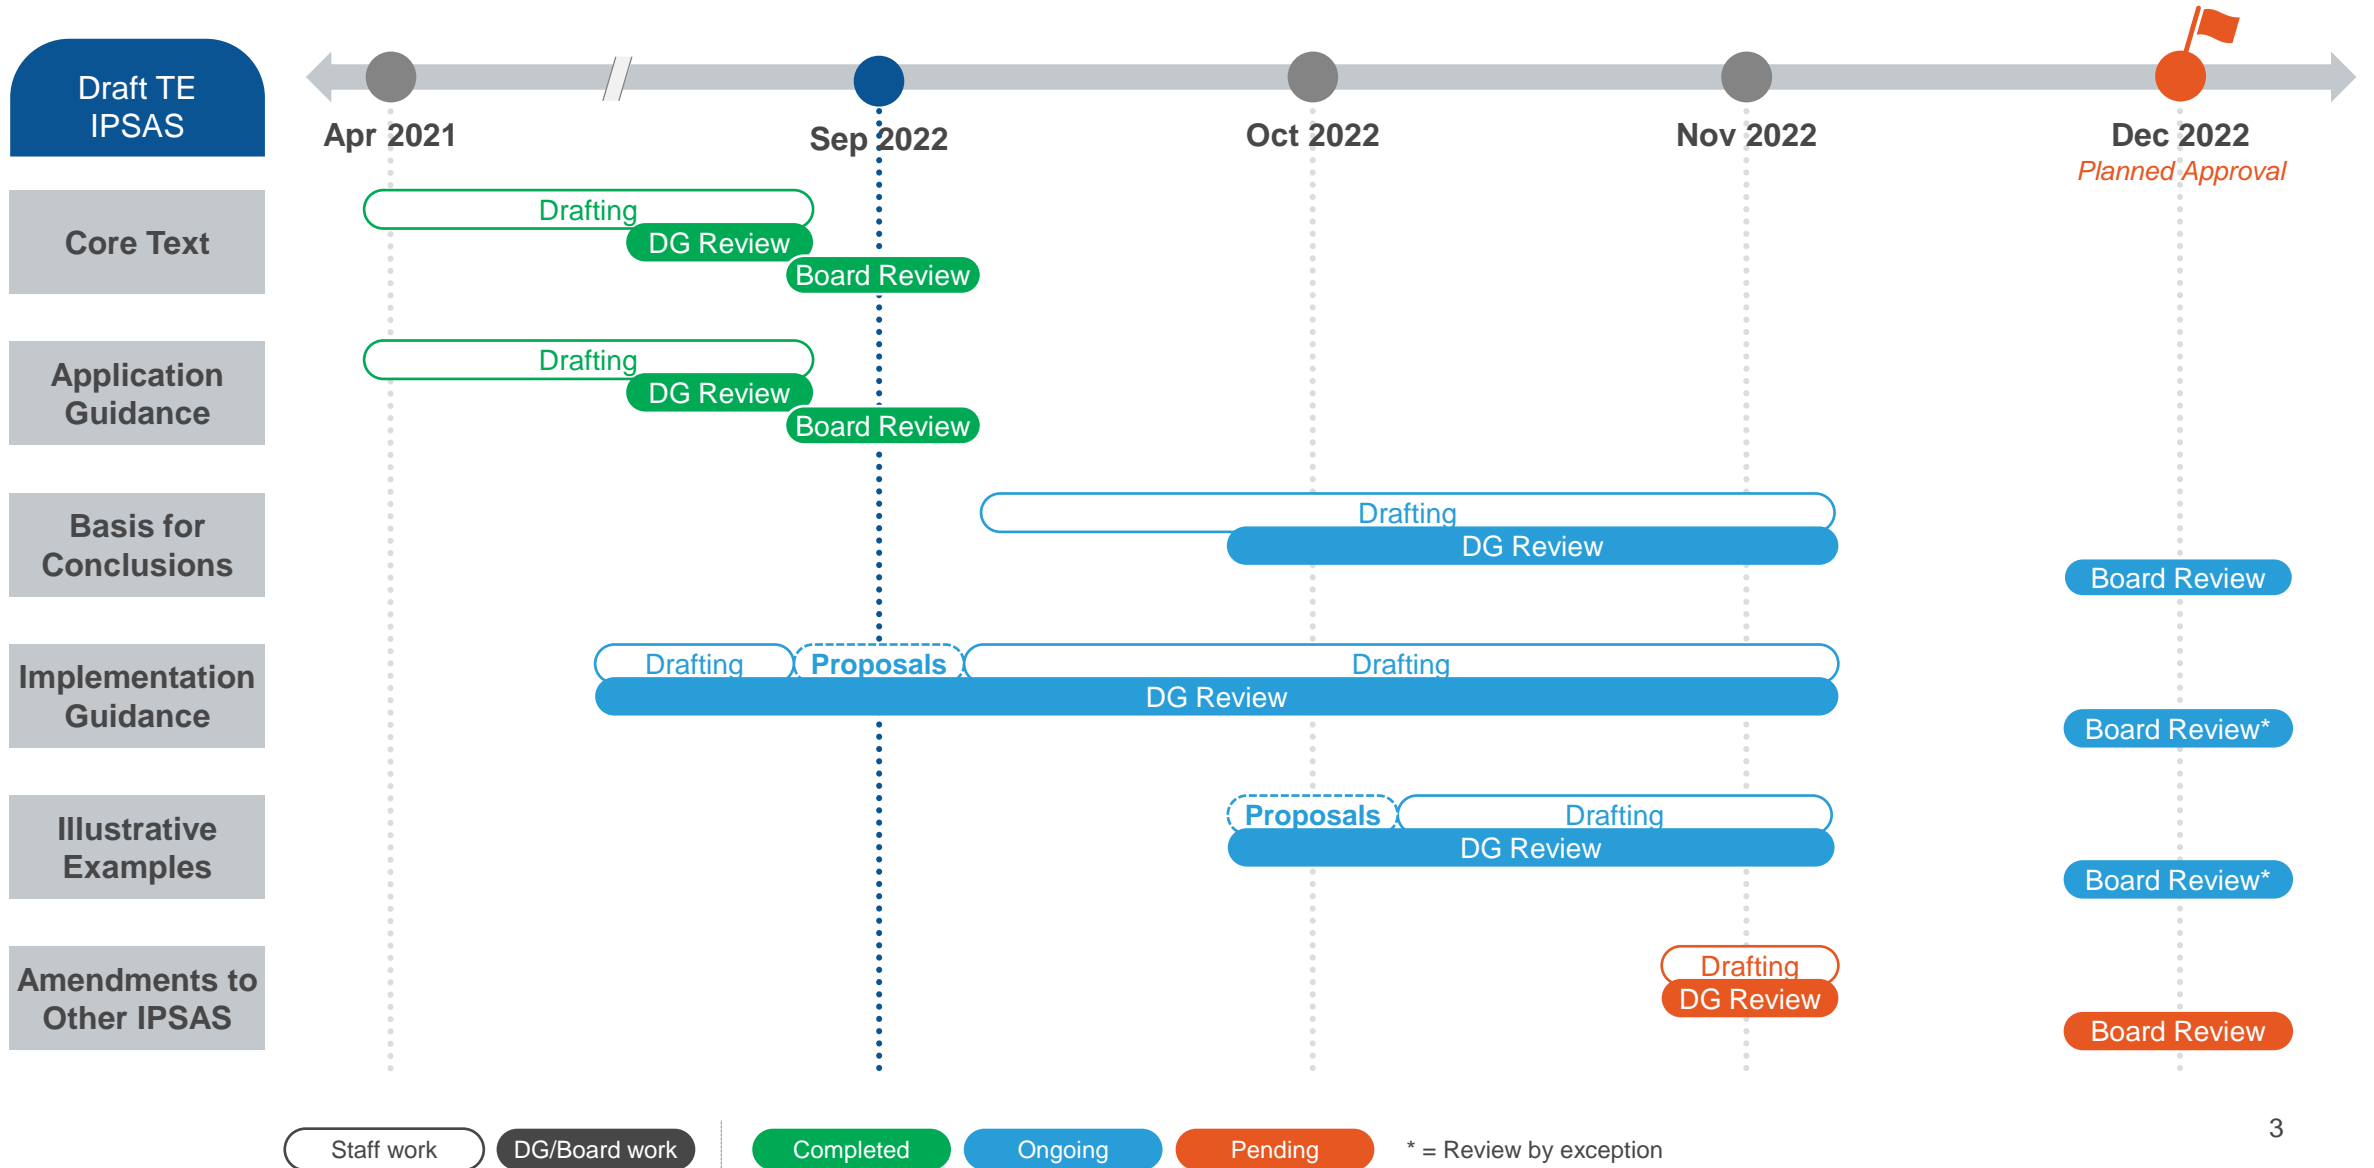 Draft TE
IPSAS
Apr 2021
Sep 2022
Oct 2022
Nov 2022
Dec 2022
Planned Approval
Core Text
Drafting
DG Review
Board Review
Application
Guidance
Drafting
DG Review
Board Review
Basis for
Conclusions
Drafting
DG Review
Board Review
Implementation
Guidance
Drafting
Proposals
Drafting
DG Review
Board Review*
Illustrative
Examples
Proposals
Drafting
DG Review
Board Review*
Amendments to
Other IPSAS
Drafting
DG Review
Board Review
Staff work
DG/Board work
Completed
Ongoing
Pending
* = Review by exception
3